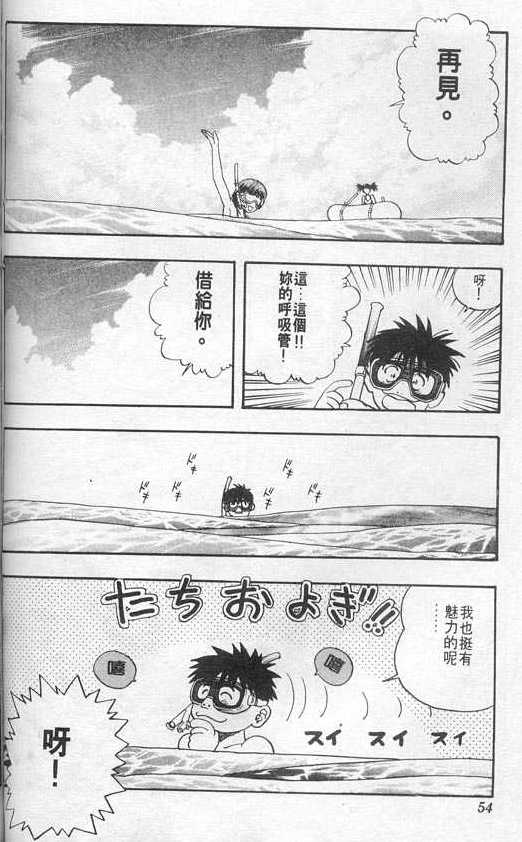 再見。
呀！
這…這個!!
妳的呼吸管！
借給你。
ドキ
ドキ
ドキ
ドキ
ドキ
ドキ
たちおよぎ!!
我也挺有
魅力的呢
……
嘻
嘻
スイ
スイ
スイ
呀！
54